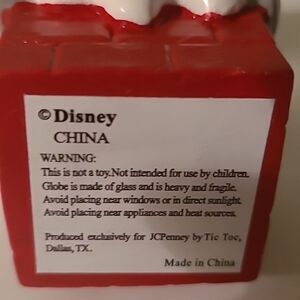 ©Disney
CHINA
WARNING:
This is not a toy.Not intended for use by children.
Globe is made of glass and is heavy and fragile.
Avoid placing near windows or in direct sunlight.
Avoid placing near appliances and heat sources.
Produced exclusively for JCPenney by Tic Toc,
Dallas, TX.
Made in China